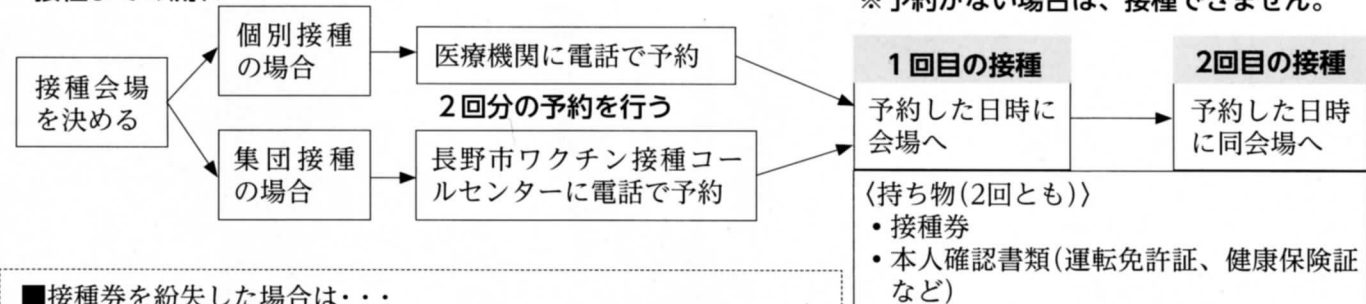 ※予約がない場合は、接種できません。
接種会場
を決める
個別接種
の場合
医療機関に電話で予約
2回分の予約を行う
集団接種
の場合
長野市ワクチン接種コー
ルセンターに電話で予約
1回目の接種
予約した日時に
会場へ
2回目の接種
予約した日時
に同会場へ
〈持ち物(2回とも)〉
・接種券
・本人確認書類(運転免許証、健康保険証
など)
■接種券を紛失した場合は・・・